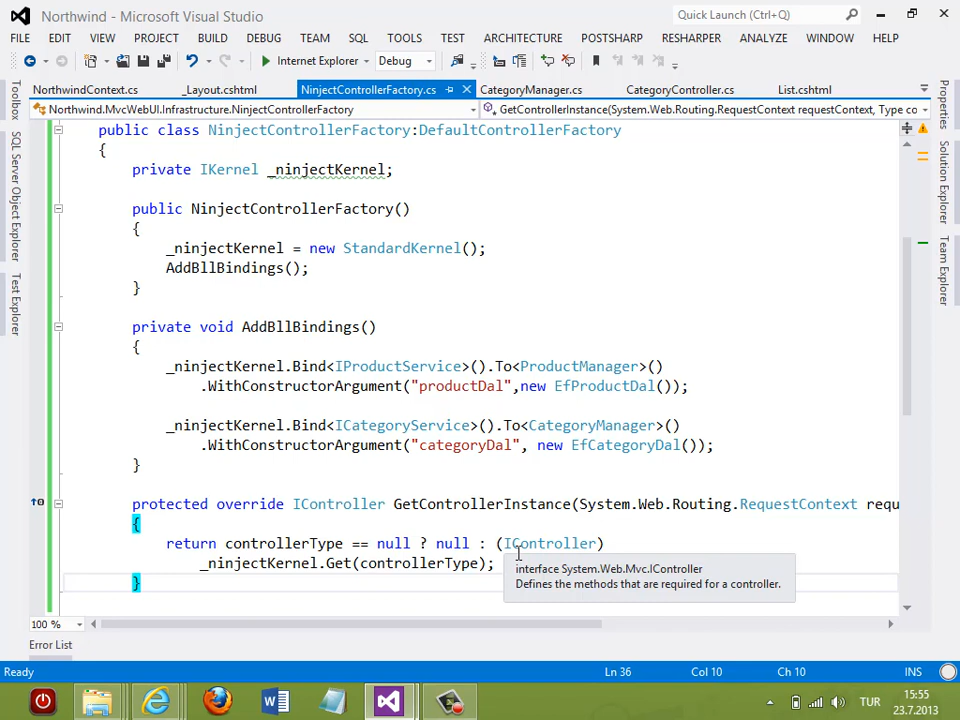 Northwind - Microsoft Visual Studio
Quick Launch (Ctrl+Q)
FILE EDIT VIEW PROJECT BUILD DEBUG TEAM SQL TOOLS TEST ARCHITECTURE POSTSHARP RESHARPER ANALYZE WINDOW HELP
Internet Explorer Debug
NorthwindContext.cs _Layout.cshtml NinjectControllerFactory.cs CategoryManager.cs CategoryController.cs List.cshtml
Northwind.MvcWebUI.Infrastructure.NinjectControllerFactory GetControllerInstance(System.Web.Routing.RequestContext requestContext, Type co
Toolbox
SQL Server Object Explorer
Test Explorer
public class NinjectControllerFactory:DefaultControllerFactory
{
private IKernel _ninjectKernel;
public NinjectControllerFactory()
{
_ninjectKernel = new StandardKernel();
AddBllBindings();
}
private void AddBllBindings()
{
_ninjectKernel.Bind<IProductService>().To<ProductManager>()
.WithConstructorArgument("productDal",new EfProductDal());
_ninjectKernel.Bind<ICategoryService>().To<CategoryManager>()
.WithConstructorArgument("categoryDal", new EfCategoryDal());
}
protected override IController GetControllerInstance(System.Web.Routing.RequestContext requ
{
return controllerType == null ? null : (IController)
_ninjectKernel.Get(controllerType);
}
interface System.Web.Mvc.IController
Defines the methods that are required for a controller.
Properties
Solution Explorer
Team Explorer
100 %
Error List
Ready Ln 36 Col 10 Ch 10 INS
TUR
15:55
23.7.2013